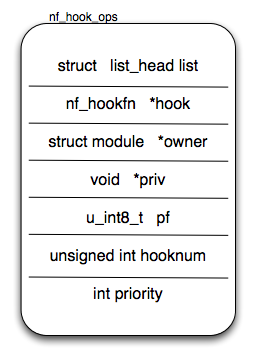 nf_hook_ops
struct list_head list
nf_hookfn *hook
struct module *owner
void *priv
u_int8_t pf
unsigned int hooknum
int priority